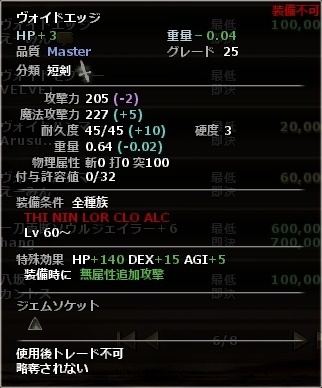 ヴォイドエッジ 装備不可
HP+3 重量-0.04
品質 Master グレード 25
分類 短剣
攻撃力 205 (-2)
魔法攻撃力 227 (+5)
耐久度 45/45 (+10) 硬度 3
重量 0.64 (-0.02)
物理属性 斬0 打0 突100
付与許容値 0/32
装備条件 全種族
THI NIN LOR CLO ALC
Lv 60～
特殊効果 HP+140 DEX+15 AGI+5
装備時に 無属性追加攻撃
ジェムソケット
6/8
使用後トレード不可
略奪されない